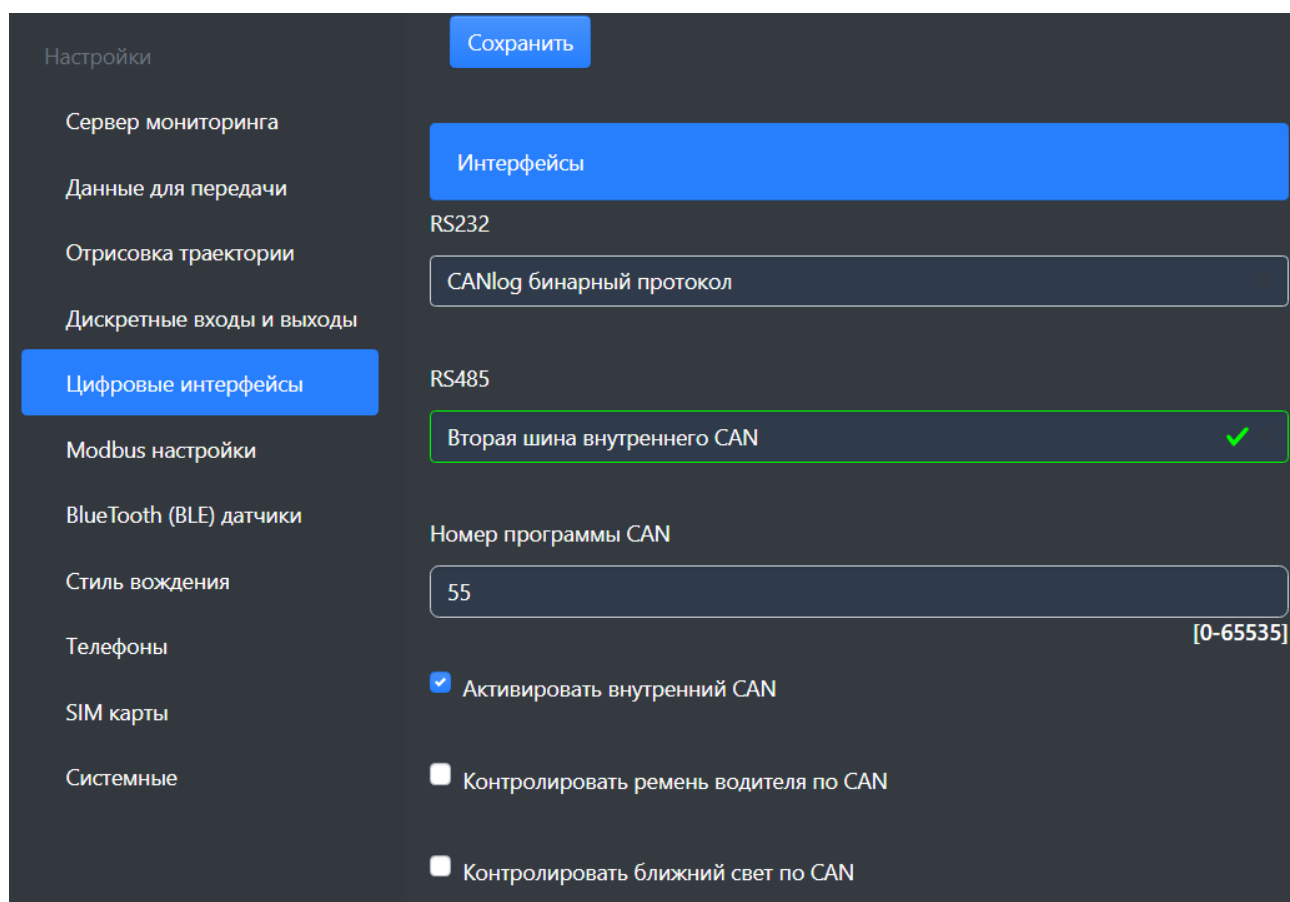 Настройки
Сервер мониторинга
Данные для передачи
Отрисовка траектории
Дискретные входы и выходы
Цифровые интерфейсы
Modbus настройки
BlueTooth (BLE) датчики
Стиль вождения
Телефоны
SIM карты
Системные
Сохранить
Интерфейсы
RS232
CANlog бинарный протокол
RS485
Вторая шина внутреннего CAN
Номер программы CAN
55
[0-65535]
Активировать внутренний CAN
Контролировать ремень водителя по CAN
Контролировать ближний свет по CAN